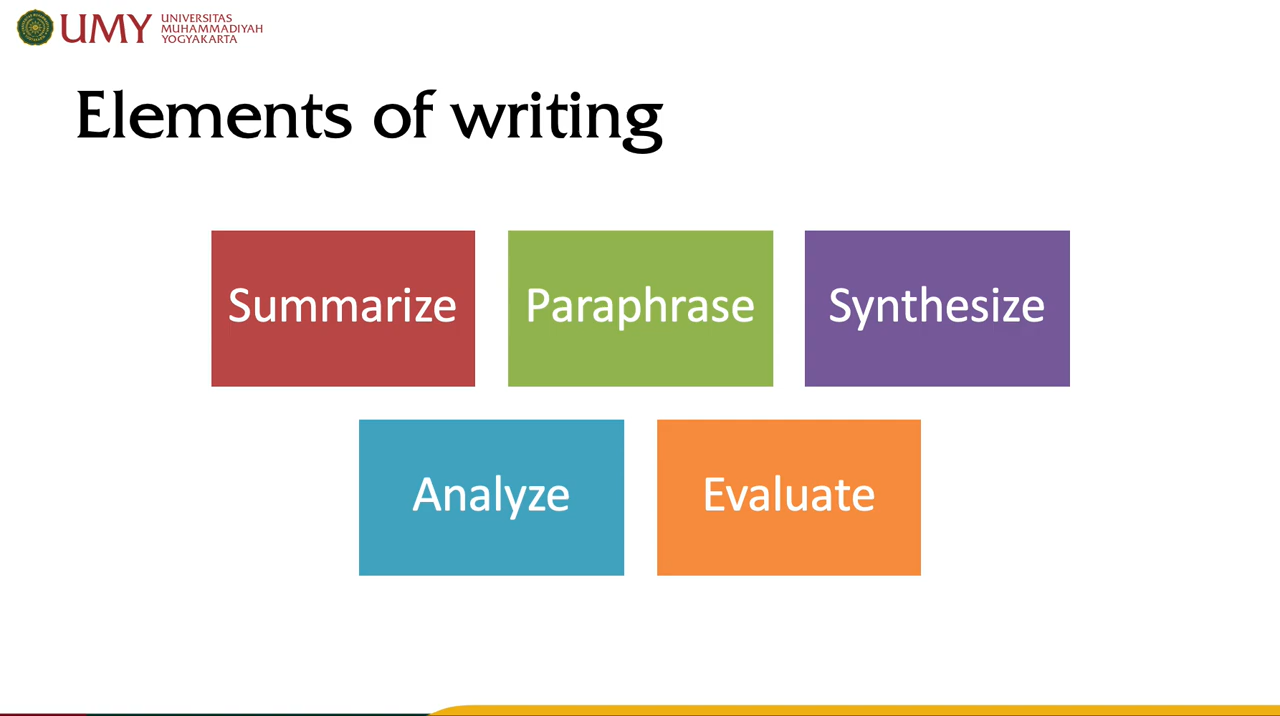 UMY
UNIVERSITAS
MUHAMMADIYAH
YOGYAKARTA
Elements of writing
Summarize
Paraphrase
Synthesize
Analyze
Evaluate